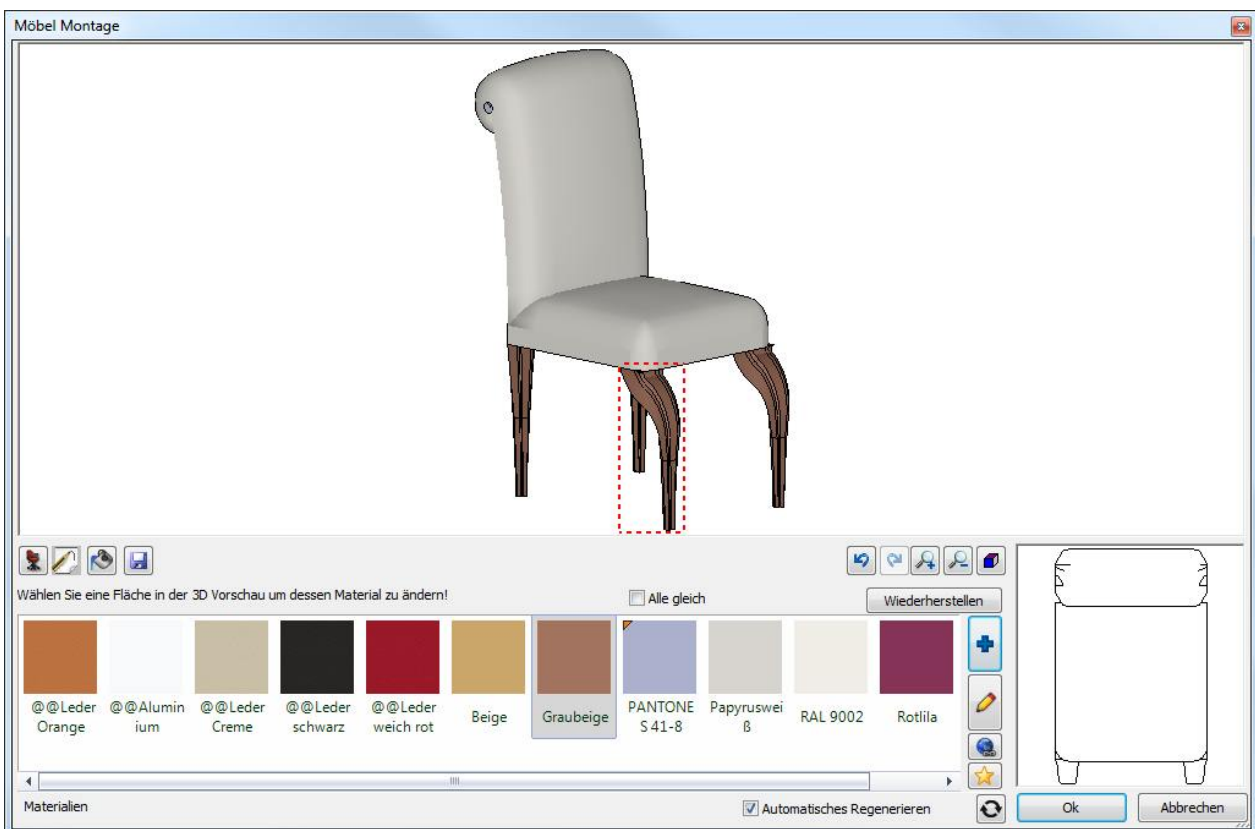 Möbel Montage
Wählen Sie eine Fläche in der 3D Vorschau um dessen Material zu ändern!
Alle gleich
Wiederherstellen
@@Leder
Orange
@@Alumin
ium
@@Leder
Creme
@@Leder
schwarz
@@Leder
weich rot
Beige
Graubeige
PANTONE
S 41-8
Papyruswei
ß
RAL 9002
Rotlila
Materialien
Automatisches Regenerieren
Ok
Abbrechen